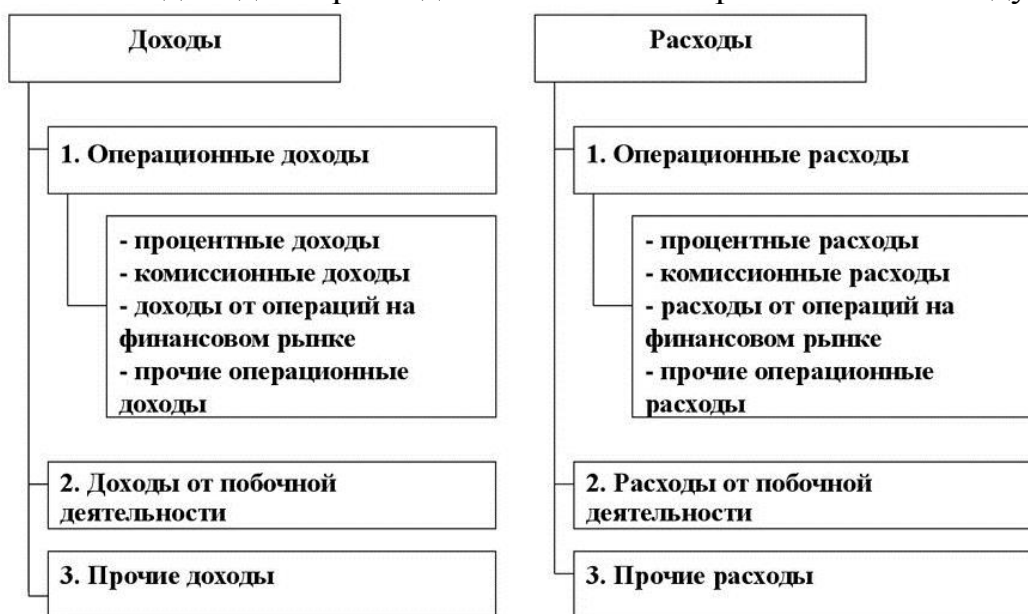 Доходы
1. Операционные доходы
- процентные доходы
- комиссионные доходы
- доходы от операций на
финансовом рынке
- прочие операционные
доходы
2. Доходы от побочной
деятельности
3. Прочие доходы
Расходы
1. Операционные расходы
- процентные расходы
- комиссионные расходы
- расходы от операций на
финансовом рынке
- прочие операционные
расходы
2. Расходы от побочной
деятельности
3. Прочие расходы